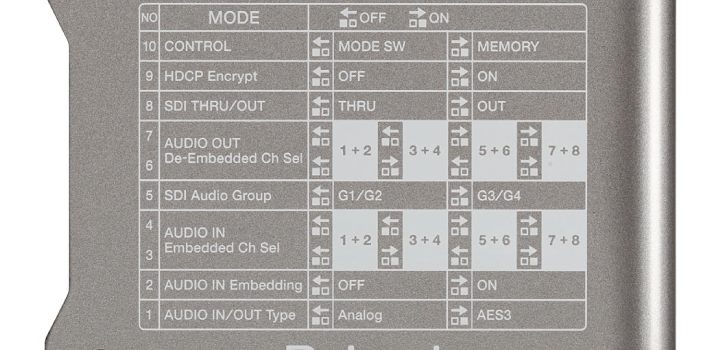 NO MODE OFF ON
10 CONTROL MODE SW MEMORY
9 HDCP Encrypt OFF ON
8 SDI THRU/OUT THRU OUT
7
6 AUDIO OUT
De-Embedded Ch Sel 1 + 2 3 + 4 5 + 6 7 + 8
5 SDI Audio Group G1/G2 G3/G4
4
3 AUDIO IN
Embedded Ch Sel 1 + 2 3 + 4 5 + 6 7 + 8
2 AUDIO IN Embedding OFF ON
1 AUDIO IN/OUT Type Analog AES3